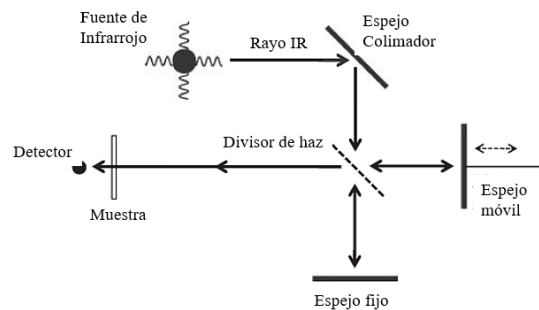 Fuente de
Infrarrojo
Rayo IR
Espejo
Colimador
Divisor de haz
Detector
Muestra
Espejo
móvil
Espejo fijo